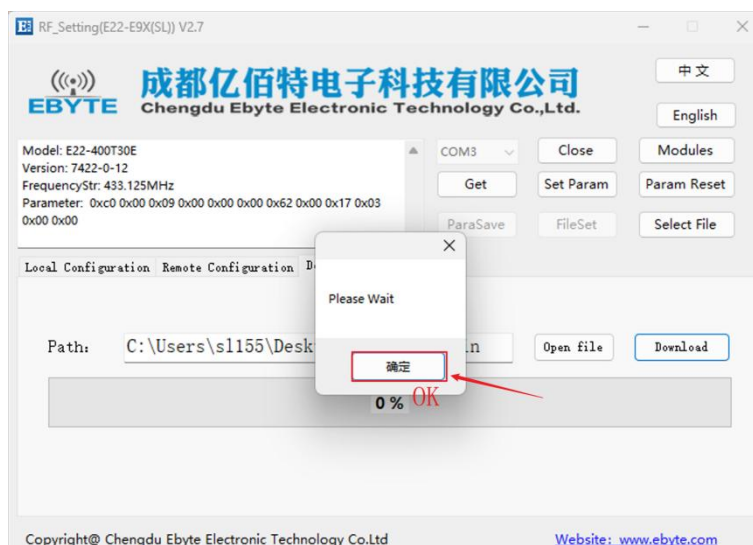 RF_Setting(E22-E9X(SL)) V2.7
EBYTE
成都亿佰特电子科技有限公司
Chengdu Ebyte Electronic Technology Co.,Ltd.
中文
English
Model: E22-400T30E
Version: 7422-0-12
FrequencyStr: 433.125MHz
Parameter: 0xc0 0x00 0x09 0x00 0x00 0x00 0x62 0x00 0x17 0x03
0x00 0x00
COM3
Close
Modules
Get
Set Param
Param Reset
ParaSave
FileSet
Select File
Local Configuration
Remote Configuration
Please Wait
确定
OK
Path:
C:\Users\sl155\Desk
Open file
Download
0 %
Copyright@ Chengdu Ebyte Electronic Technology Co.Ltd
Website: www.ebyte.com